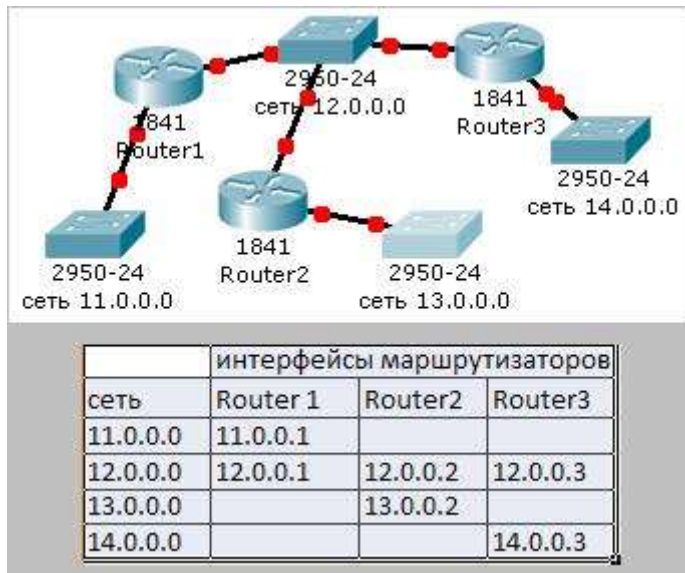 2950-24
сеть 12.0.0.0
1841
Router1
1841
Router3
2950-24
сеть 14.0.0.0
2950-24
сеть 11.0.0.0
1841
Router2
2950-24
сеть 13.0.0.0
интерфейсы маршрутизаторов
сеть Router 1 Router2 Router3
11.0.0.0 11.0.0.1
12.0.0.0 12.0.0.1 12.0.0.2 12.0.0.3
13.0.0.0 13.0.0.2
14.0.0.0 14.0.0.3